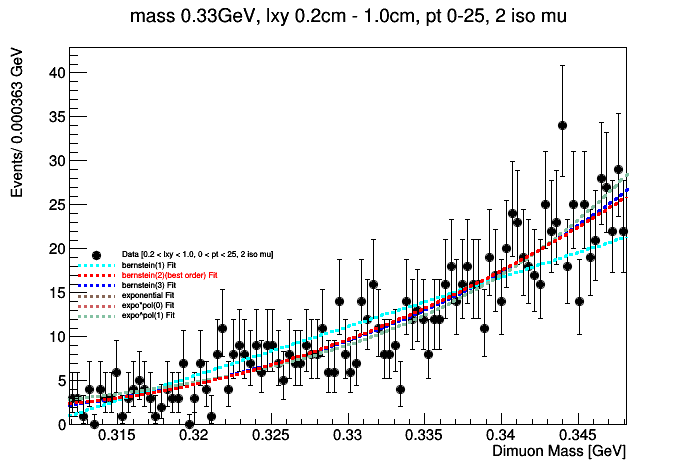 mass 0.33GeV, lxy 0.2cm - 1.0cm, pt 0-25, 2 iso mu
Events/ 0.000363 GeV
40
35
30
25
20
15
10
5
0
Data [0.2 < lxy < 1.0, 0 < pt < 25, 2 iso mu]
bernstein(1) Fit
bernstein(2)(best order) Fit
bernstein(3) Fit
exponential Fit
expo*pol(0) Fit
expo*pol(1) Fit
0.315 0.32 0.325 0.33 0.335 0.34 0.345
Dimuon Mass [GeV]